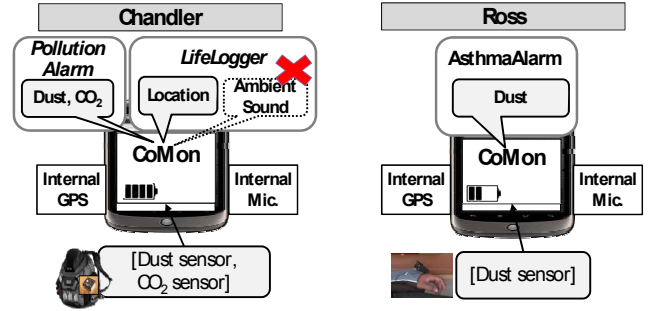 Chandler
Pollution
Alarm
LifeLogger
Dust, CO2
Location
Ambient
Sound
CoMon
Internal
GPS
Internal
Mic.
[Dust sensor,
CO2 sensor]
Ross
AsthmaAlarm
Dust
CoMon
Internal
GPS
Internal
Mic.
[Dust sensor]